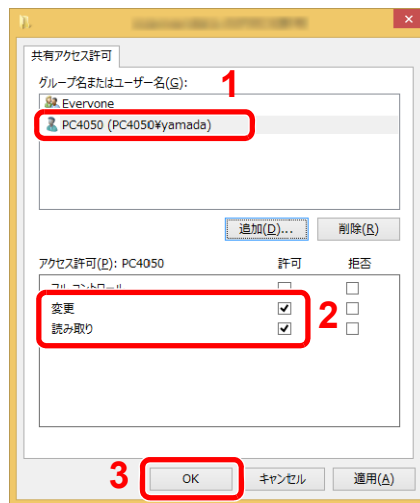 共有アクセス許可
グループ名またはユーザー名(G):
1
Everyone
PC4050 (PC4050¥yamada)
追加(D)... 削除(R)
アクセス許可(P): PC4050 許可 拒否
フル コントロール
変更
読み取り
2
3
OK キャンセル 適用(A)